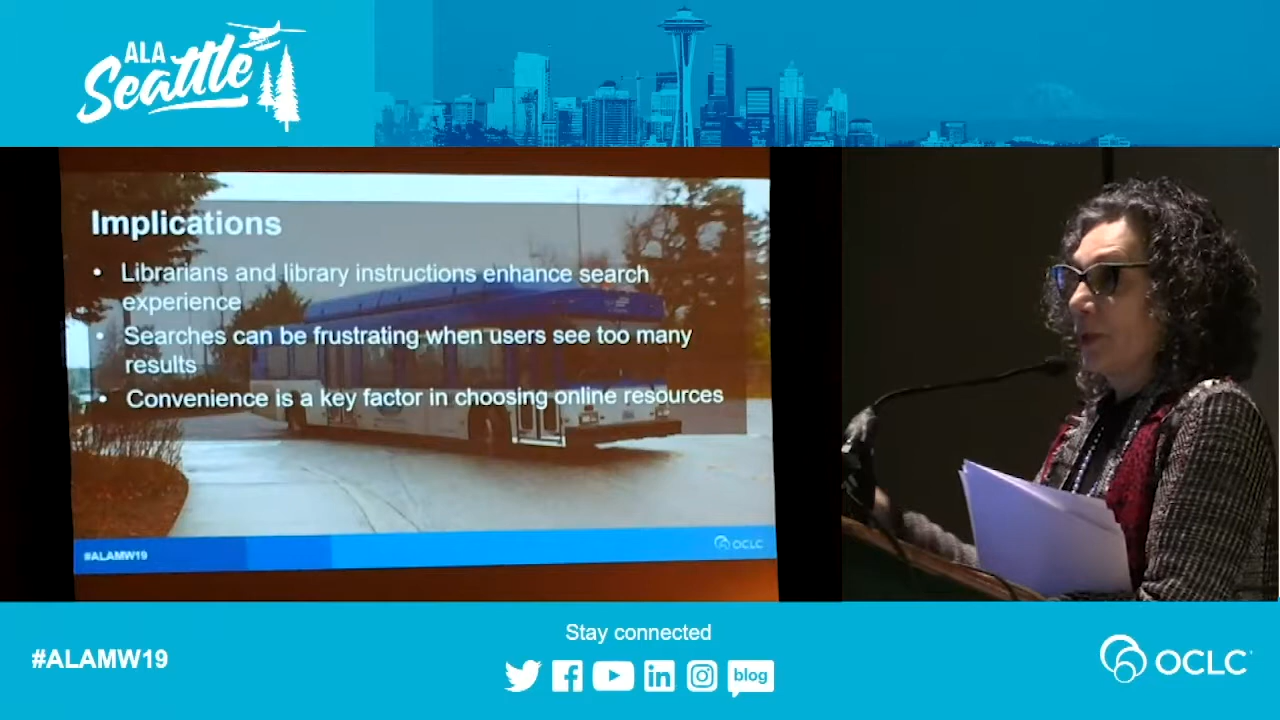 ALA
Seattle
Implications
• Librarians and library instructions enhance search
experience
• Searches can be frustrating when users see too many
results
• Convenience is a key factor in choosing online resources
#ALAMW19
OCLC
Stay connected
#ALAMW19
blog
OCLC